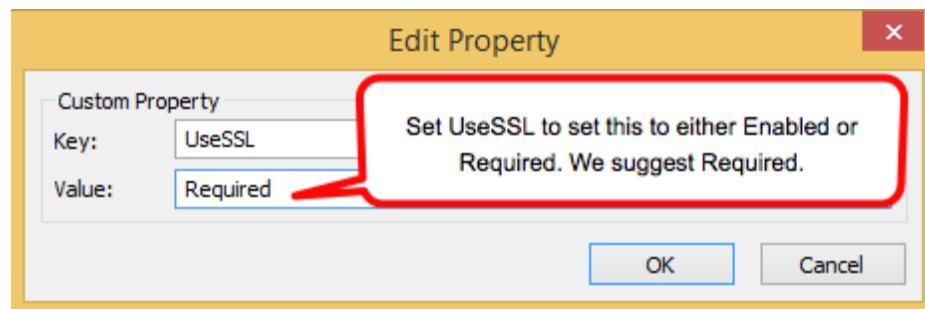 Edit Property
Custom Property
Set UseSSL to set this to either Enabled or
Required. We suggest Required.
Key:
UseSSL
Value:
Required
OK
Cancel